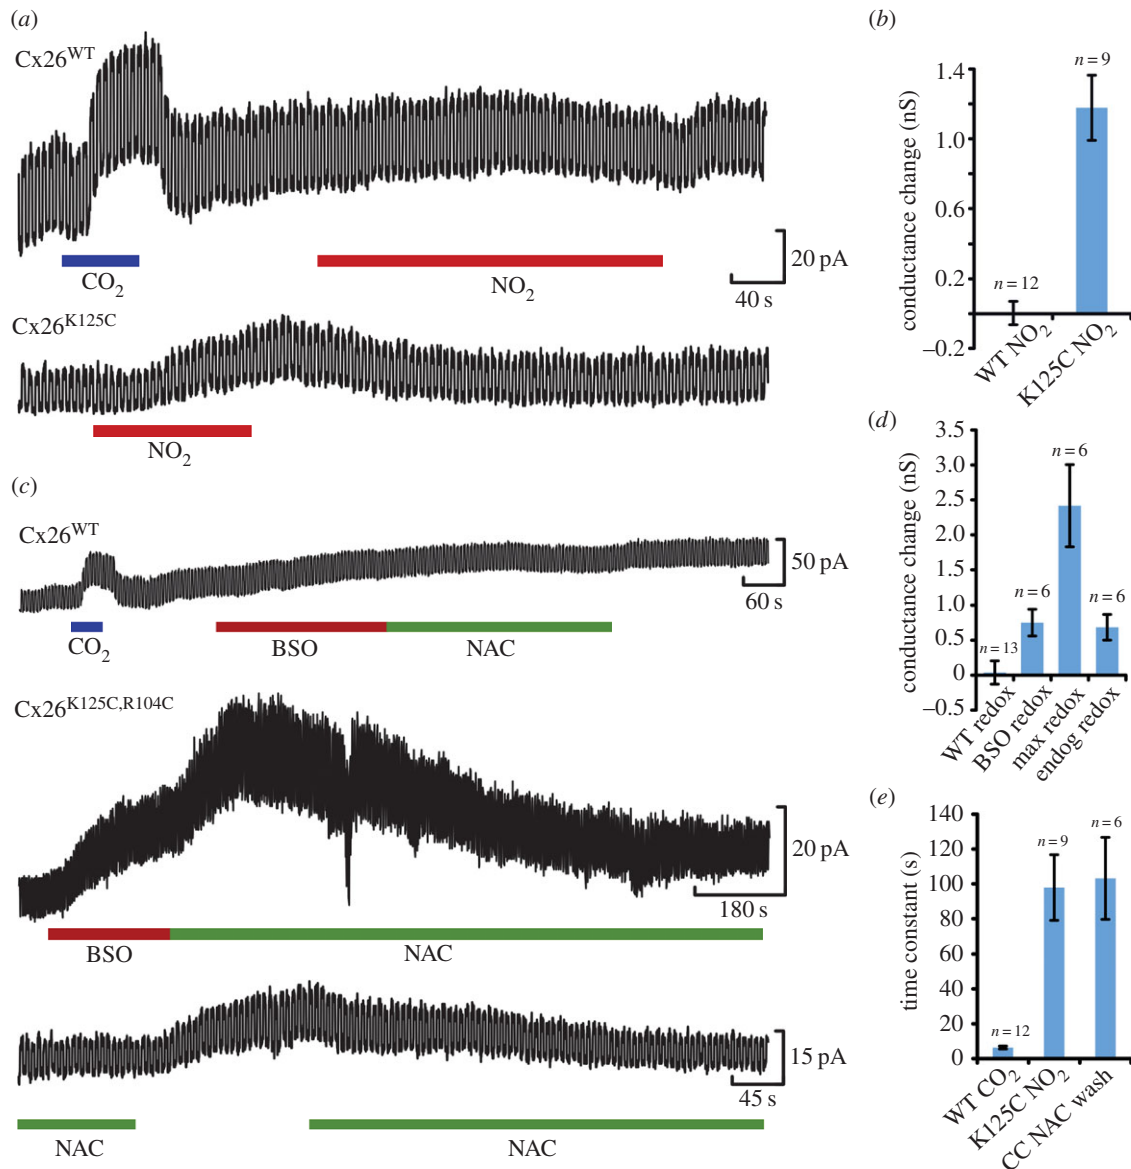 (a)
Cx26WT
CO2
NO2
20 pA
40 s
Cx26K125C
NO2
(b)
conductance change (nS)
1.4
1.0
0.6
0.2
–0.2
n = 12
n = 9
WT NO2
K125C NO2
(c)
Cx26WT
CO2
BSO
NAC
50 pA
60 s
Cx26K125C,R104C
BSO
NAC
20 pA
180 s
NAC
NAC
15 pA
45 s
(d)
conductance change (nS)
3.5
3.0
2.5
2.0
1.5
1.0
0.5
0
–0.5
n = 13
n = 6
n = 6
n = 6
WT redox
BSO redox
max redox
endog redox
(e)
time constant (s)
140
120
100
80
60
40
20
0
n = 12
n = 9
n = 6
WT CO2
K125C NO2
CC NAC wash